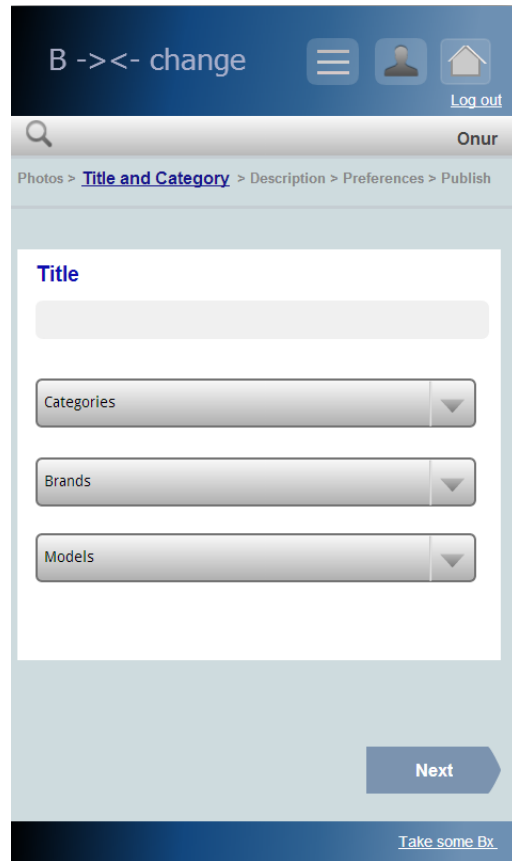 B -><- change
Log out
Onur
Photos > Title and Category > Description > Preferences > Publish
Title
Categories
Brands
Models
Next
Take some Bx